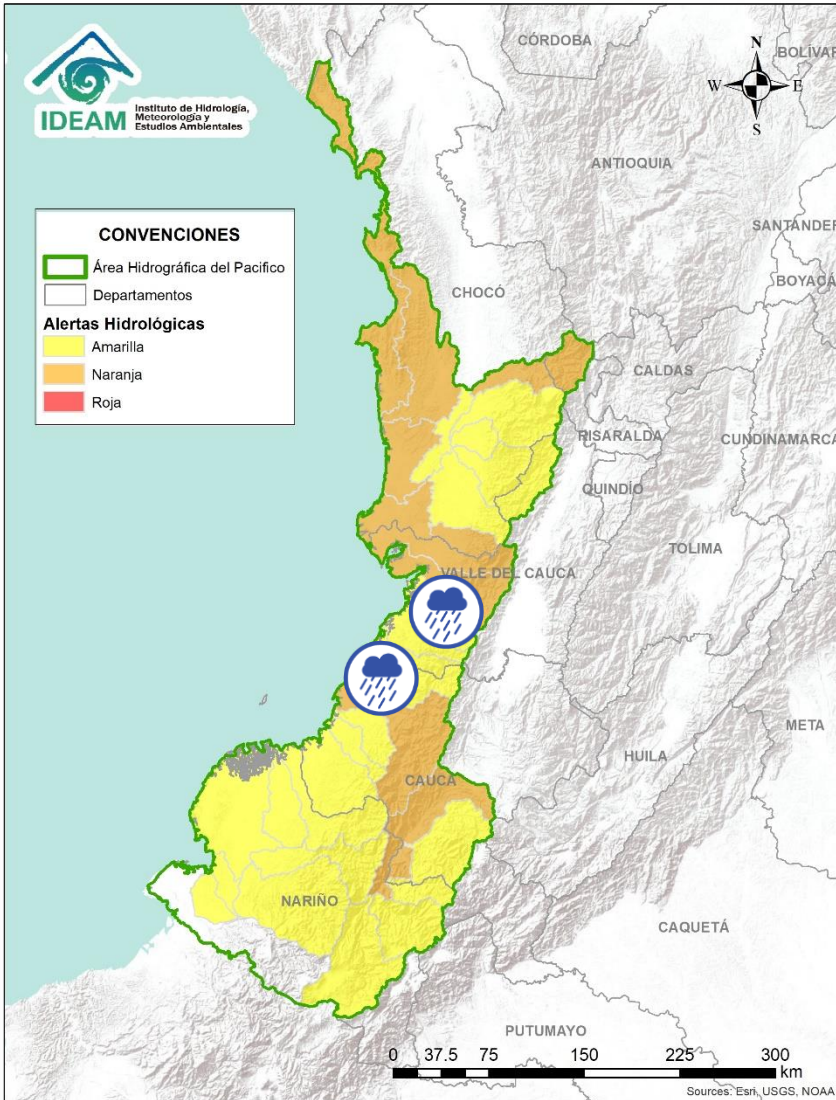 IDEAM
Instituto de Hidrología,
Meteorología y
Estudios Ambientales
N
W
E
S
CONVENCIONES
Área Hidrográfica del Pacifico
Departamentos
Alertas Hidrológicas
Amarilla
Naranja
Roja
CÓRDOBA
BOLÍVAR
ANTIOQUIA
SANTANDER
BOYACÁ
CHOCÓ
CALDAS
RISARALDA
CUNDINAMARCA
QUINDÍO
TOLIMA
VALLE DEL CAUCA
META
HUILA
CAUCA
NARIÑO
CAQUETÁ
PUTUMAYO
0 37.5 75 150 225 300
km
Sources: Esri, USGS, NOAA